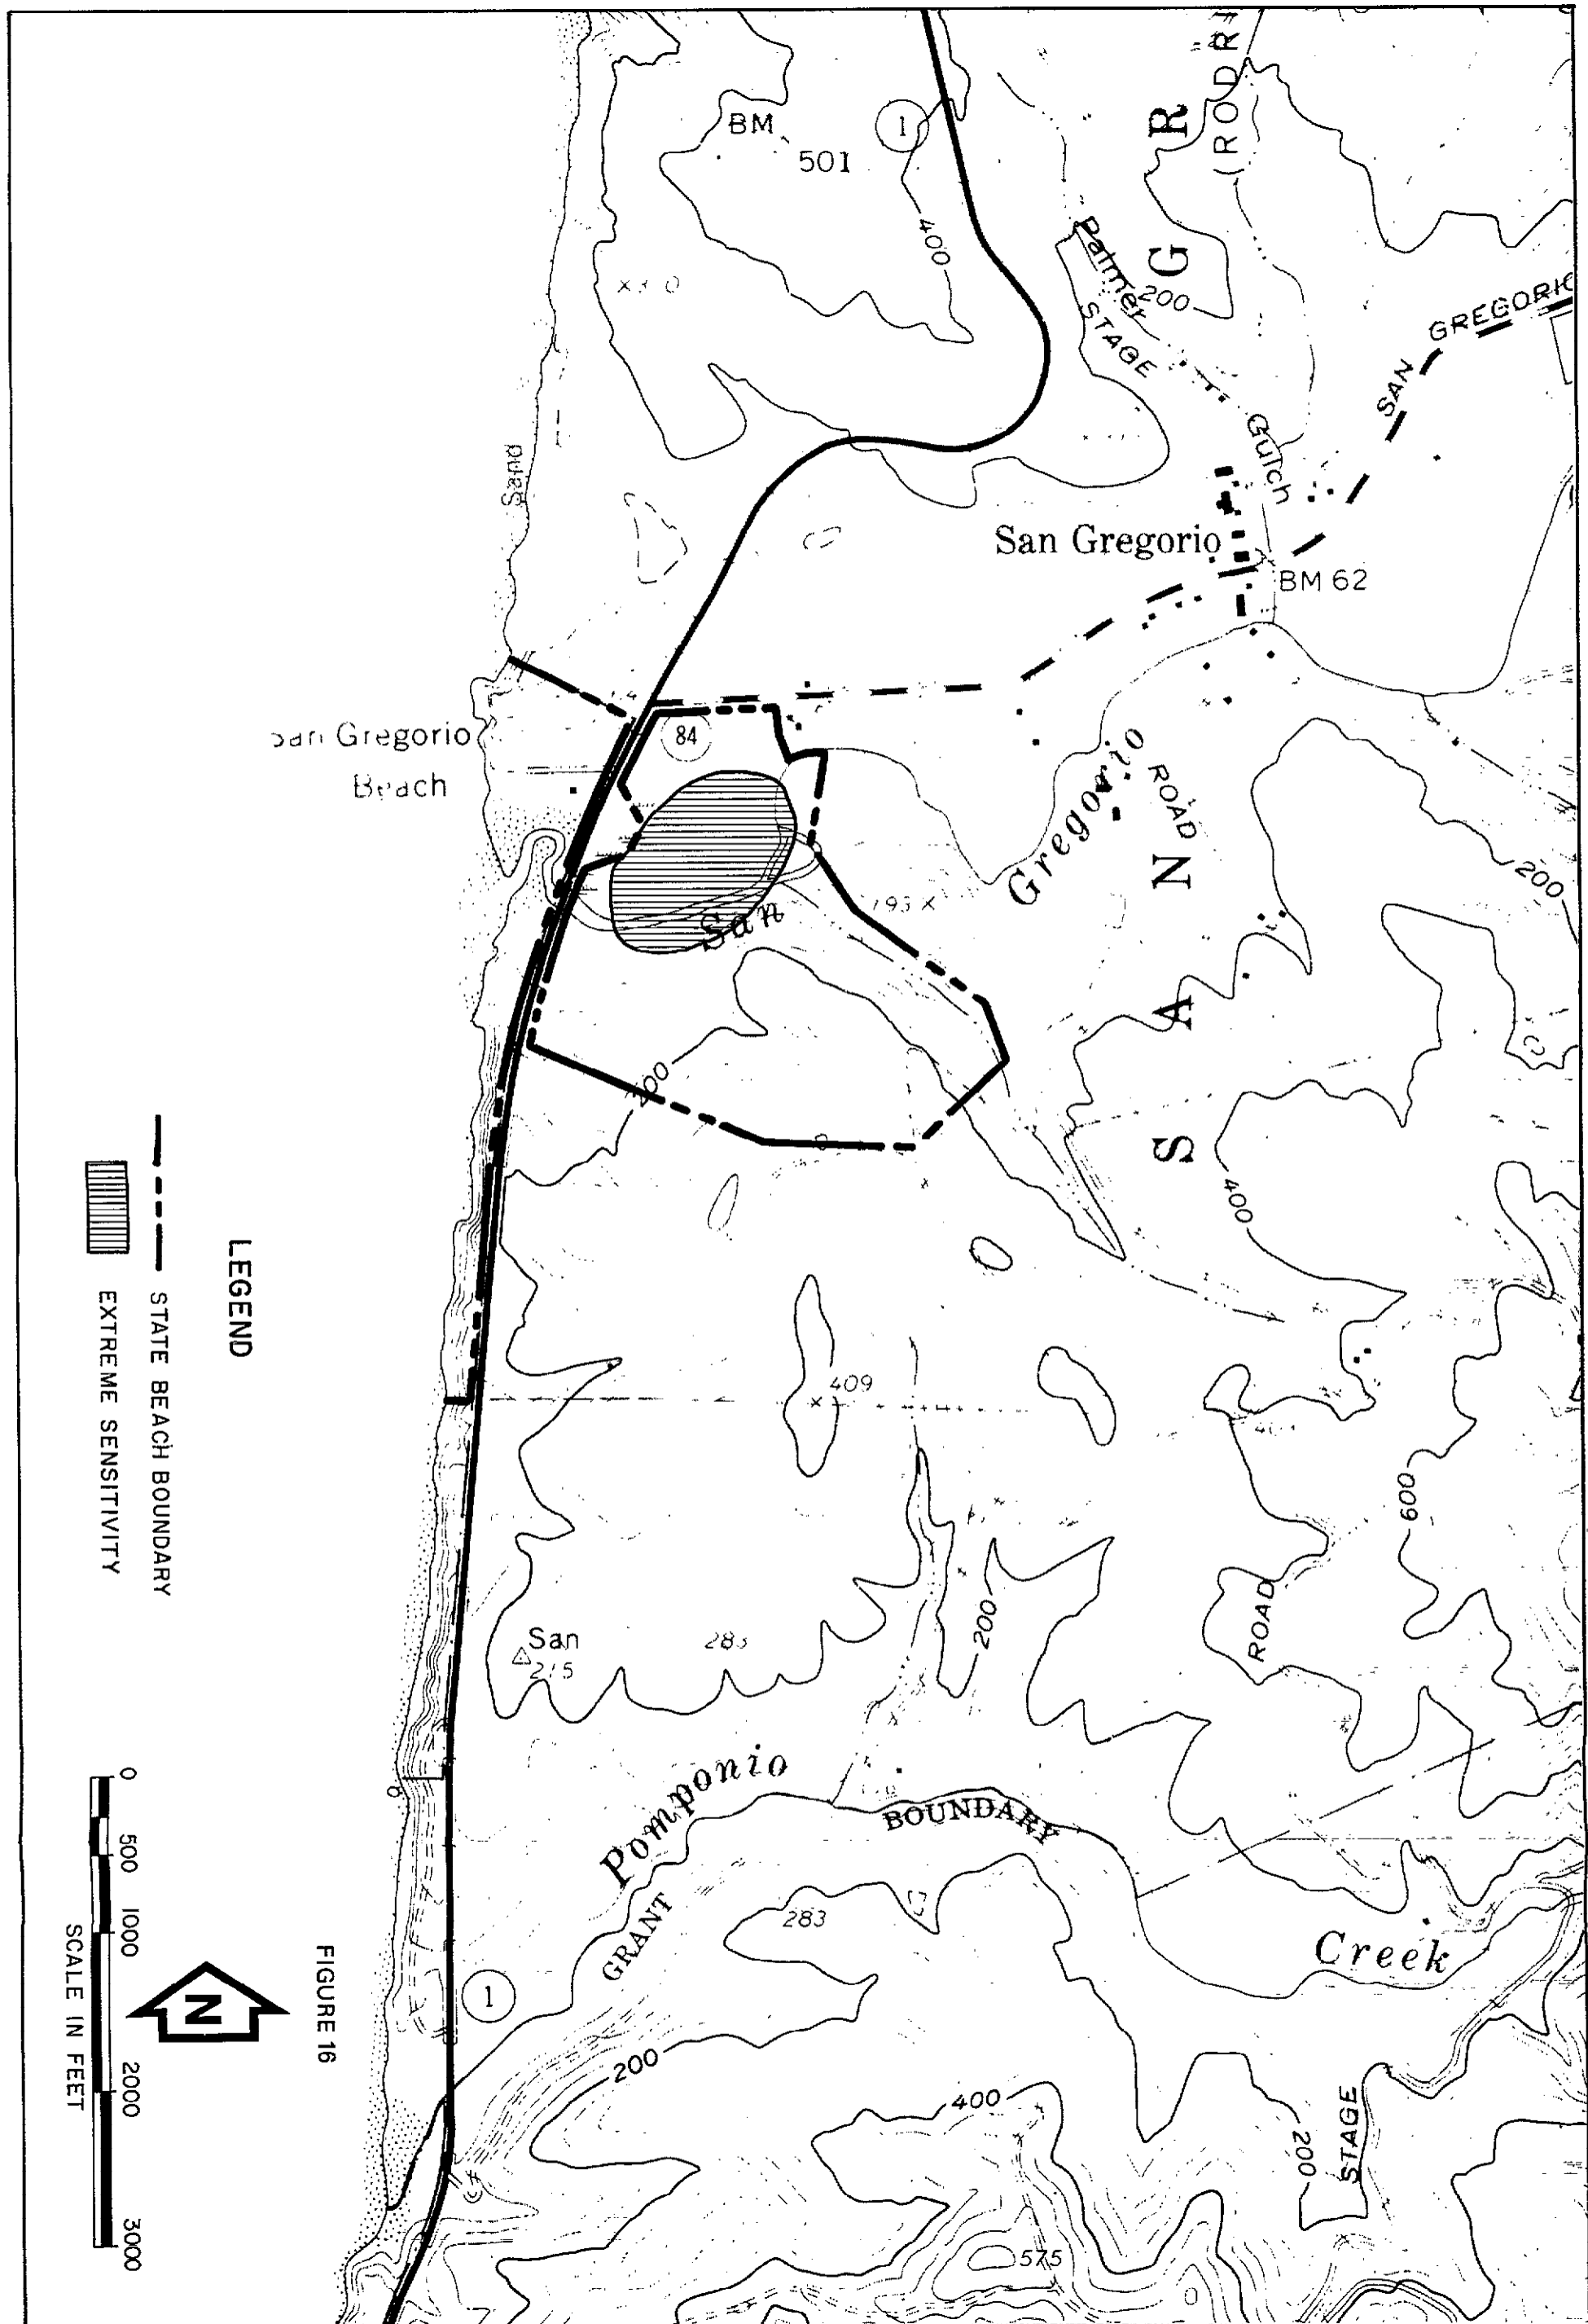 R
G
N
A
S
(RODRI
BM
501
1
400
Palmer
200
STAGE
GREGORIO
SAN
Gulch
San Gregorio
BM 62
Sand
San Gregorio
Beach
84
Gregorio
ROAD
San
200
200
400
409
600
ROAD
200
San
283
Pomponio
BOUNDARY
GRANT
283
Creek
1
200
400
200
STAGE
575
LEGEND
STATE BEACH BOUNDARY
EXTREME SENSITIVITY
FIGURE 16
N
0 500 1000 2000 3000
SCALE IN FEET